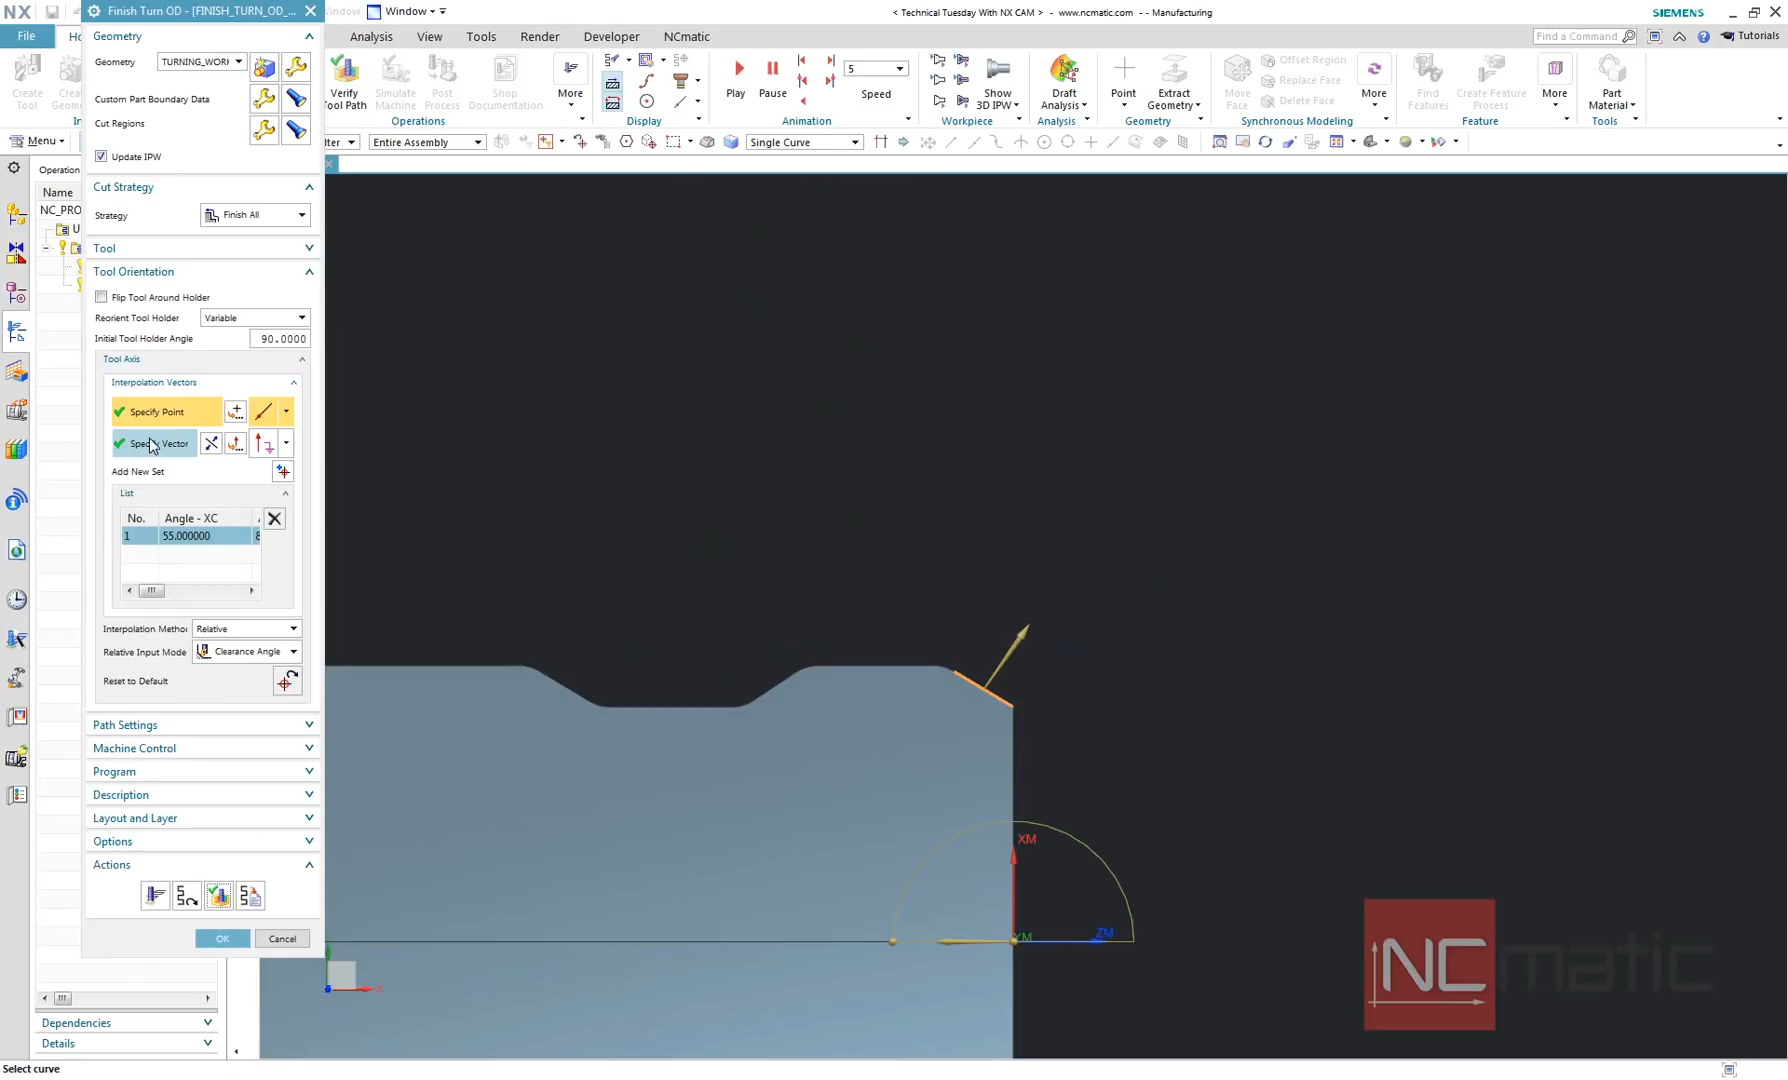 NX
Finish Turn OD - [FINISH_TURN_OD_...
Window
Window
< Technical Tuesday With NX CAM > - www.ncmatic.com - - Manufacturing
SIEMENS
File
Analysis
View
Tools
Render
Developer
NCmatic
Find a Command
Tutorials
Geometry
Geometry
TURNING_WORK
Custom Part Boundary Data
Cut Regions
Update IPW
Cut Strategy
Strategy
Finish All
Tool
Tool Orientation
Flip Tool Around Holder
Reorient Tool Holder
Variable
Initial Tool Holder Angle
90.0000
Tool Axis
Interpolation Vectors
Specify Point
Specify Vector
Add New Set
List
No.
Angle - XC
1
55.000000
8
Interpolation Metho
Relative
Relative Input Mode
Clearance Angle
Reset to Default
Path Settings
Machine Control
Program
Description
Layout and Layer
Options
Actions
OK
Cancel
Create
Tool
Create
Verify
Tool Path
Simulate
Machine
Post
Process
Shop
Documentation
More
Operations
Display
Play
Pause
5
Speed
Animation
Show
3D IPW
Workpiece
Draft
Analysis
Analysis
Point
Extract
Geometry
Geometry
Move
Face
Offset Region
Replace Face
Delete Face
More
Synchronous Modeling
More
Find
Features
Create Feature
Process
Feature
Part
Material
Tools
Menu
Entire Assembly
Single Curve
Operation
Name
NC_PRO
U
Dependencies
Details
XM
YM
ZM
NCmatic
Select curve